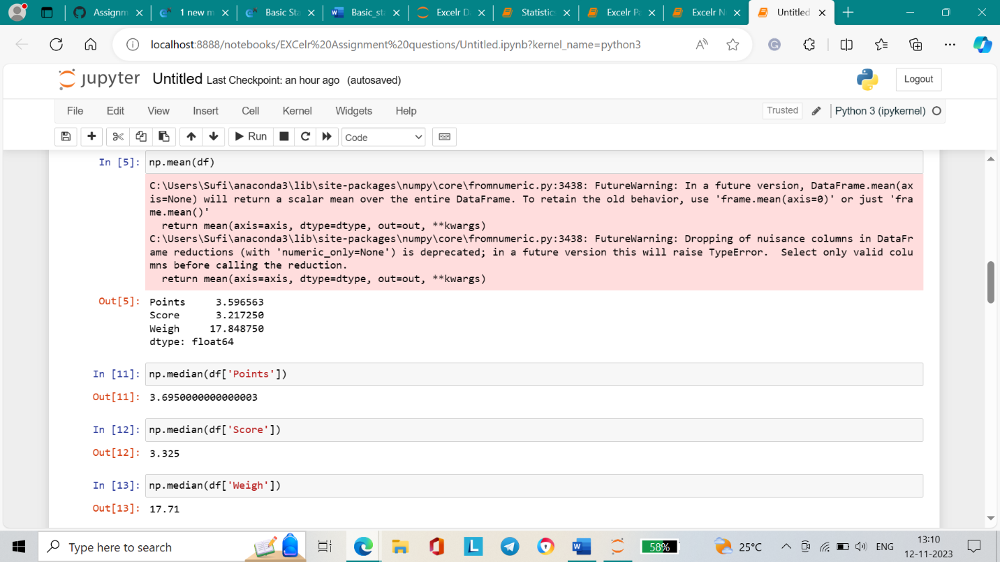 Assignm
1 new m
Basic Sta
Basic_st
Excelr D
Statistic
Excelr Pa
Excelr N
Untitled
localhost:8888/notebooks/EXCelr%20Assignment%20questions/Untitled.ipynb?kernel_name=python3
jupyter Untitled Last Checkpoint: an hour ago (autosaved)
Logout
File Edit View Insert Cell Kernel Widgets Help
Trusted
Python 3 (ipykernel)
Run
Code
In [5]: np.mean(df)
C:\Users\Sufi\anaconda3\lib\site-packages\numpy\core\fromnumeric.py:3438: FutureWarning: In a future version, DataFrame.mean(ax
is=None) will return a scalar mean over the entire DataFrame. To retain the old behavior, use 'frame.mean(axis=0)' or just 'fra
me.mean()'
return mean(axis=axis, dtype=dtype, out=out, **kwargs)
C:\Users\Sufi\anaconda3\lib\site-packages\numpy\core\fromnumeric.py:3438: FutureWarning: Dropping of nuisance columns in DataFr
ame reductions (with 'numeric_only=None') is deprecated; in a future version this will raise TypeError.  Select only valid colu
mns before calling the reduction.
return mean(axis=axis, dtype=dtype, out=out, **kwargs)
Out[5]: Points     3.596563
Score      3.217250
Weigh     17.848750
dtype: float64
In [11]: np.median(df['Points'])
Out[11]: 3.6950000000000003
In [12]: np.median(df['Score'])
Out[12]: 3.325
In [13]: np.median(df['Weigh'])
Out[13]: 17.71
Type here to search
58%
25°C
ENG
13:10
12-11-2023